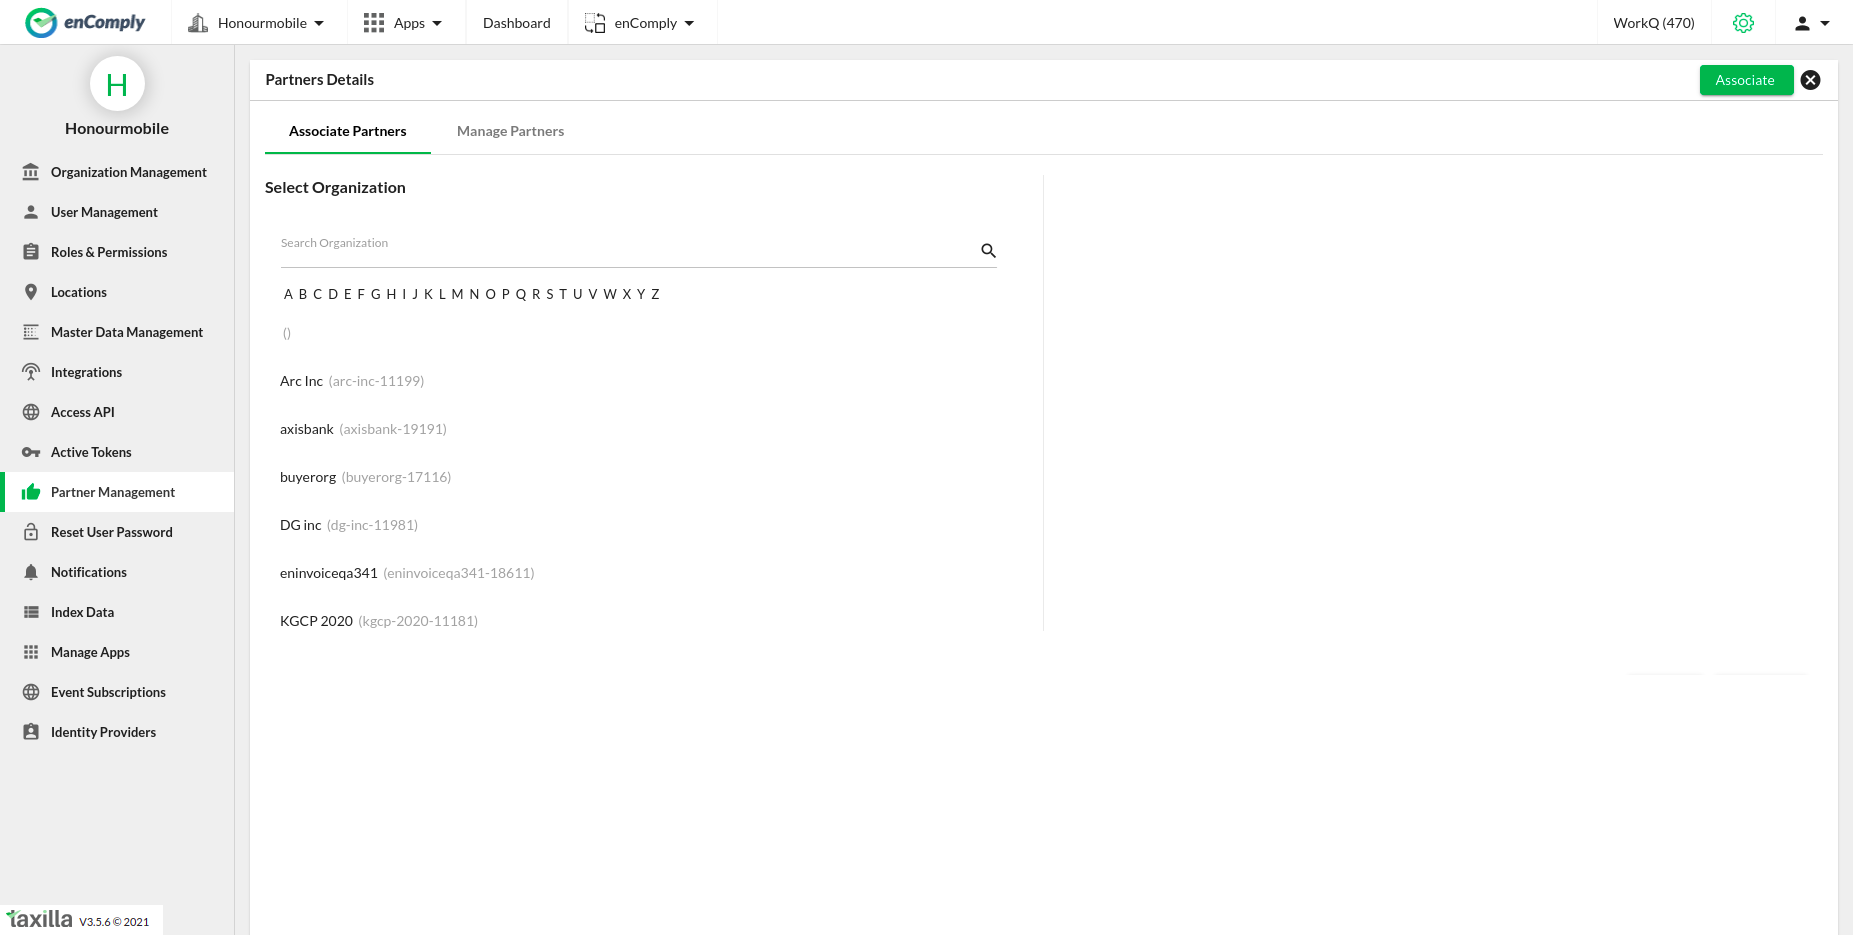 enComply
Honourmobile
Apps
Dashboard
enComply
WorkQ (470)
H
Honourmobile
Organization Management
User Management
Roles & Permissions
Locations
Master Data Management
Integrations
Access API
Active Tokens
Partner Management
Reset User Password
Notifications
Index Data
Manage Apps
Event Subscriptions
Identity Providers
taxilla V3.5.6 © 2021
Partners Details
Associate
Associate Partners
Manage Partners
Select Organization
Search Organization
A B C D E F G H I J K L M N O P Q R S T U V W X Y Z
()
Arc Inc (arc-inc-11199)
axisbank (axisbank-19191)
buyerorg (buyerorg-17116)
DG inc (dg-inc-11981)
eninvoiceqa341 (eninvoiceqa341-18611)
KGCP 2020 (kgcp-2020-11181)